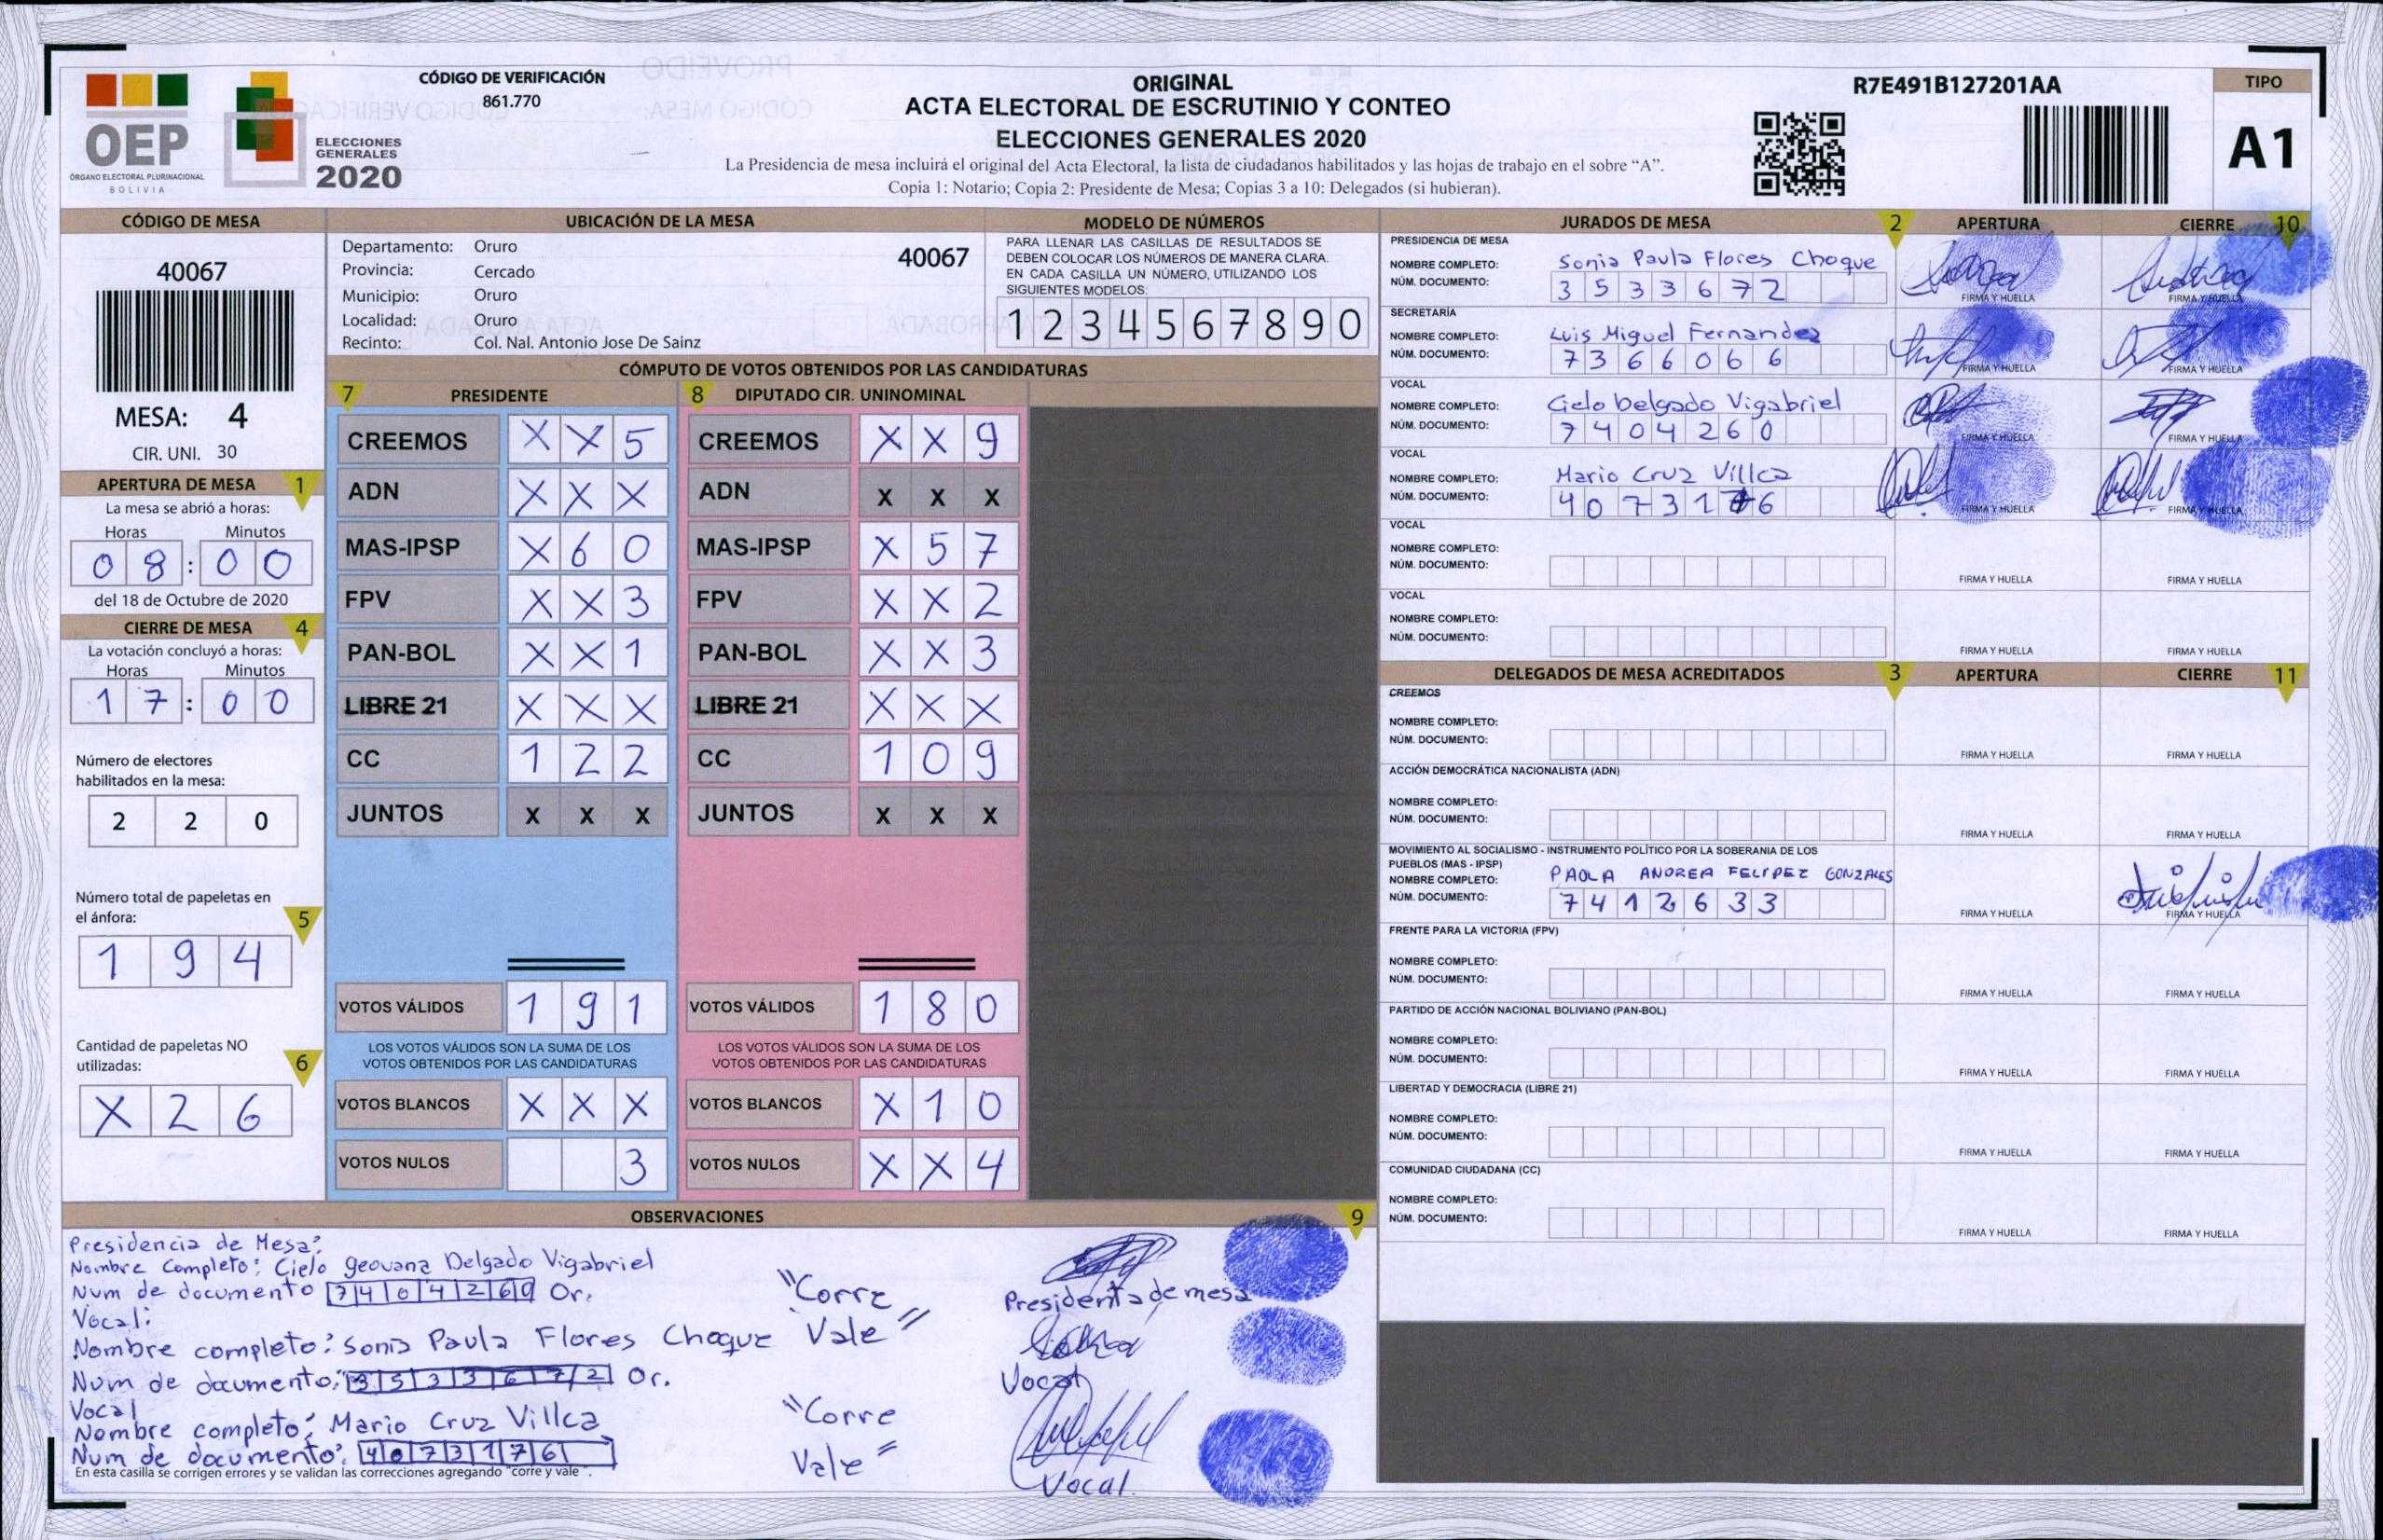 CÓDIGO DE VERIFICACIÓN
861.770
OEP
ÓRGANO ELECTORAL PLURINACIONAL
BOLIVIA
ELECCIONES
GENERALES
2020
ORIGINAL
ACTA ELECTORAL DE ESCRUTINIO Y CONTEO
ELECCIONES GENERALES 2020
La Presidencia de mesa incluirá el original del Acta Electoral, la lista de ciudadanos habilitados y las hojas de trabajo en el sobre “A”.
Copia 1: Notario; Copia 2: Presidente de Mesa; Copias 3 a 10: Delegados (si hubieran).
R7E491B127201AA
TIPO
A1
CÓDIGO DE MESA
40067
MESA: 4
CIR. UNI. 30
APERTURA DE MESA 1
La mesa se abrió a horas:
Horas Minutos
0 8 : 0 0
del 18 de Octubre de 2020
CIERRE DE MESA 4
La votación concluyó a horas:
Horas Minutos
1 7 : 0 0
Número de electores
habilitados en la mesa:
2 2 0
Número total de papeletas en
el ánfora: 5
1 9 4
Cantidad de papeletas NO
utilizadas: 6
X 2 6
UBICACIÓN DE LA MESA
Departamento: Oruro
40067
Provincia: Cercado
Municipio: Oruro
Localidad: Oruro
Recinto: Col. Nal. Antonio Jose De Sainz
MODELO DE NÚMEROS
PARA LLENAR LAS CASILLAS DE RESULTADOS SE
DEBEN COLOCAR LOS NÚMEROS DE MANERA CLARA.
EN CADA CASILLA UN NÚMERO, UTILIZANDO LOS
SIGUIENTES MODELOS:
1 2 3 4 5 6 7 8 9 0
CÓMPUTO DE VOTOS OBTENIDOS POR LAS CANDIDATURAS
7 PRESIDENTE
CREEMOS X X 5
ADN X X X
MAS-IPSP X 6 0
FPV X X 3
PAN-BOL X X 1
LIBRE 21 X X X
CC 1 2 2
JUNTOS X X X
VOTOS VÁLIDOS 1 9 1
LOS VOTOS VÁLIDOS SON LA SUMA DE LOS
VOTOS OBTENIDOS POR LAS CANDIDATURAS
VOTOS BLANCOS X X X
VOTOS NULOS 3
8 DIPUTADO CIR. UNINOMINAL
CREEMOS X X 9
ADN X X X
MAS-IPSP X 5 7
FPV X X 2
PAN-BOL X X 3
LIBRE 21 X X X
CC 1 0 9
JUNTOS X X X
VOTOS VÁLIDOS 1 8 0
LOS VOTOS VÁLIDOS SON LA SUMA DE LOS
VOTOS OBTENIDOS POR LAS CANDIDATURAS
VOTOS BLANCOS X 1 0
VOTOS NULOS X X 4
JURADOS DE MESA 2 APERTURA CIERRE 10
PRESIDENCIA DE MESA
NOMBRE COMPLETO: Sonia Paula Flores Choque
NÚM. DOCUMENTO: 3 5 3 3 6 7 2
FIRMA Y HUELLA FIRMA Y HUELLA
SECRETARÍA
NOMBRE COMPLETO: Luis Miguel Fernandez
NÚM. DOCUMENTO: 7 3 6 6 0 6 6
FIRMA Y HUELLA FIRMA Y HUELLA
VOCAL
NOMBRE COMPLETO: Cielo Delgado Vigabriel
NÚM. DOCUMENTO: 7 4 0 4 2 6 0
FIRMA Y HUELLA FIRMA Y HUELLA
VOCAL
NOMBRE COMPLETO: Mario Cruz Villca
NÚM. DOCUMENTO: 4 0 7 3 1 7 6
FIRMA Y HUELLA FIRMA Y HUELLA
VOCAL
NOMBRE COMPLETO:
NÚM. DOCUMENTO:
FIRMA Y HUELLA FIRMA Y HUELLA
VOCAL
NOMBRE COMPLETO:
NÚM. DOCUMENTO:
FIRMA Y HUELLA FIRMA Y HUELLA
DELEGADOS DE MESA ACREDITADOS 3 APERTURA CIERRE 11
CREEMOS
NOMBRE COMPLETO:
NÚM. DOCUMENTO:
FIRMA Y HUELLA FIRMA Y HUELLA
ACCIÓN DEMOCRÁTICA NACIONALISTA (ADN)
NOMBRE COMPLETO:
NÚM. DOCUMENTO:
FIRMA Y HUELLA FIRMA Y HUELLA
MOVIMIENTO AL SOCIALISMO - INSTRUMENTO POLÍTICO POR LA SOBERANIA DE LOS
PUEBLOS (MAS - IPSP)
NOMBRE COMPLETO: PAOLA ANDREA FELIPEZ GONZALES
NÚM. DOCUMENTO: 7 4 1 2 6 3 3
FIRMA Y HUELLA FIRMA Y HUELLA
FRENTE PARA LA VICTORIA (FPV)
NOMBRE COMPLETO:
NÚM. DOCUMENTO:
FIRMA Y HUELLA FIRMA Y HUELLA
PARTIDO DE ACCIÓN NACIONAL BOLIVIANO (PAN-BOL)
NOMBRE COMPLETO:
NÚM. DOCUMENTO:
FIRMA Y HUELLA FIRMA Y HUELLA
LIBERTAD Y DEMOCRACIA (LIBRE 21)
NOMBRE COMPLETO:
NÚM. DOCUMENTO:
FIRMA Y HUELLA FIRMA Y HUELLA
COMUNIDAD CIUDADANA (CC)
NOMBRE COMPLETO:
NÚM. DOCUMENTO:
FIRMA Y HUELLA FIRMA Y HUELLA
OBSERVACIONES 9
Presidencia de Mesa:
Nombre Completo: Cielo Geovana Delgado Vigabriel
Num de documento 7 4 0 4 2 6 0 Or.
Vocal:
Nombre completo: Sonia Paula Flores Choque
Num de documento: 3 5 3 3 6 7 2 Or.
Vocal
Nombre completo: Mario Cruz Villca
Num de documento: 4 0 7 3 1 7 6
"Corre
Vale"
"Corre
Vale"
Presidenta de mesa
Vocal
Vocal.
En esta casilla se corrigen errores y se validan las correcciones agregando "corre y vale".